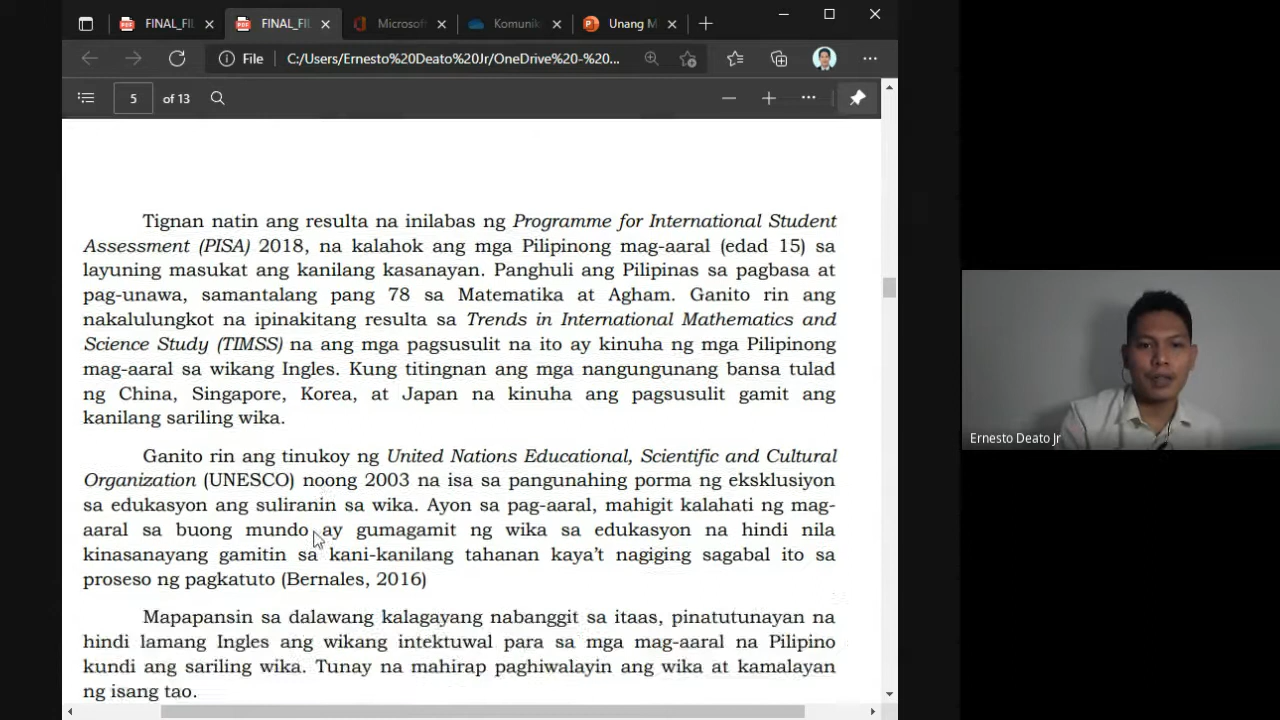 FINAL_FIL
FINAL_FIL
Microsoft
Komunik
Unang M
File
C:/Users/Ernesto%20Deato%20Jr/OneDrive%20-%20...
5 of 13
Tignan natin ang resulta na inilabas ng Programme for International Student
Assessment (PISA) 2018, na kalahok ang mga Pilipinong mag-aaral (edad 15) sa
layuning masukat ang kanilang kasanayan. Panghuli ang Pilipinas sa pagbasa at
pag-unawa, samantalang pang 78 sa Matematika at Agham. Ganito rin ang
nakalulungkot na ipinakitang resulta sa Trends in International Mathematics and
Science Study (TIMSS) na ang mga pagsusulit na ito ay kinuha ng mga Pilipinong
mag-aaral sa wikang Ingles. Kung titingnan ang mga nangungunang bansa tulad
ng China, Singapore, Korea, at Japan na kinuha ang pagsusulit gamit ang
kanilang sariling wika.
Ganito rin ang tinukoy ng United Nations Educational, Scientific and Cultural
Organization (UNESCO) noong 2003 na isa sa pangunahing porma ng eksklusiyon
sa edukasyon ang suliranin sa wika. Ayon sa pag-aaral, mahigit kalahati ng mag-
aaral sa buong mundo ay gumagamit ng wika sa edukasyon na hindi nila
kinasanayang gamitin sa kani-kanilang tahanan kaya't nagiging sagabal ito sa
proseso ng pagkatuto (Bernales, 2016)
Mapapansin sa dalawang kalagayang nabanggit sa itaas, pinatutunayan na
hindi lamang Ingles ang wikang intektuwal para sa mga mag-aaral na Pilipino
kundi ang sariling wika. Tunay na mahirap paghiwalayin ang wika at kamalayan
ng isang tao.
Ernesto Deato Jr